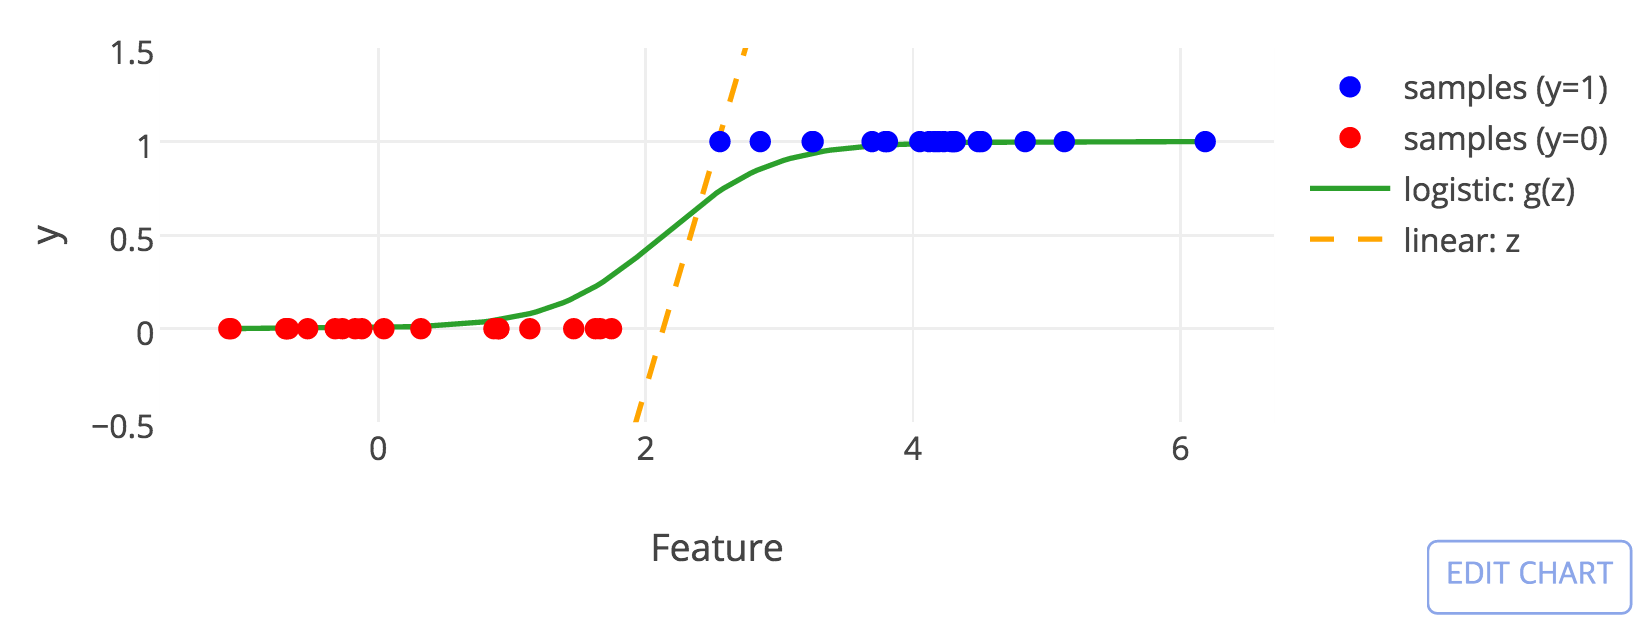 1.5
1
0.5
0
−0.5
y
0 2 4 6
Feature
samples (y=1)
samples (y=0)
logistic: g(z)
linear: z
EDIT CHART